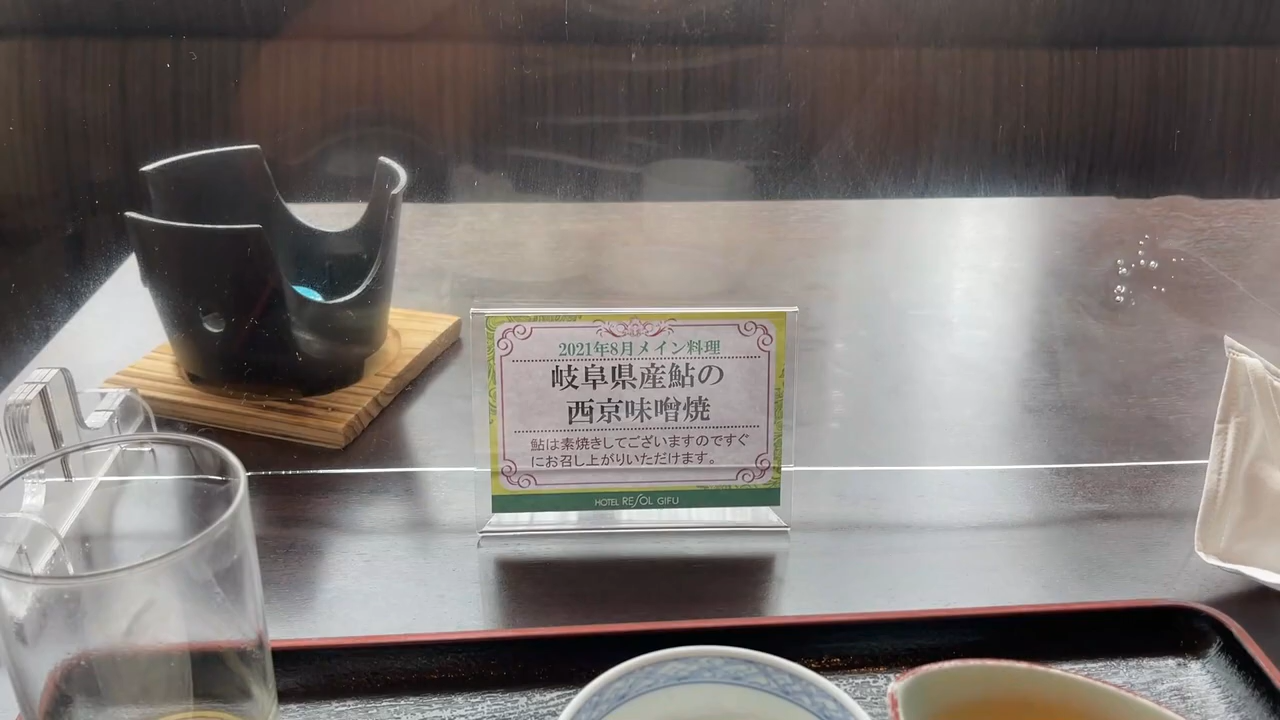 2021年8月メイン料理
岐阜県産鮎の
西京味噌焼
鮎は素焼きしてございますのですぐ
にお召し上がりいただけます。
HOTEL RESOL GIFU